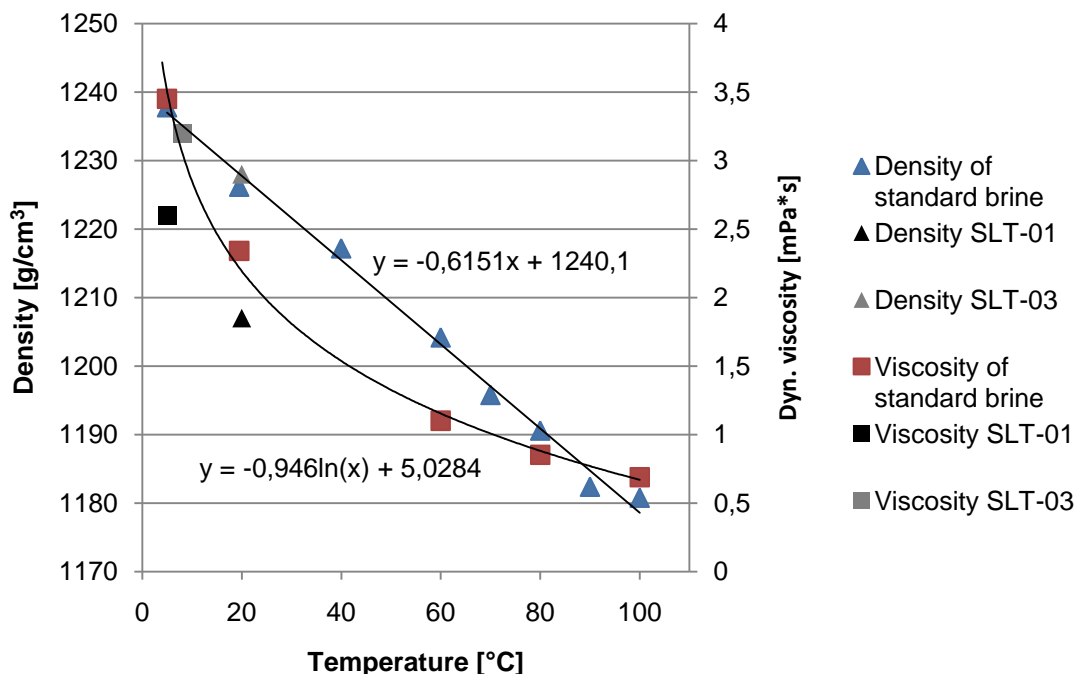 1250
1240
1230
1220
1210
1200
1190
1180
1170
Density [g/cm³]
0
20
40
60
80
100
Temperature [°C]
4
3,5
3
2,5
2
1,5
1
0,5
0
Dyn. viscosity [mPa*s]
y = -0,6151x + 1240,1
y = -0,946ln(x) + 5,0284
Density of
standard brine
Density SLT-01
Density SLT-03
Viscosity of
standard brine
Viscosity SLT-01
Viscosity SLT-03